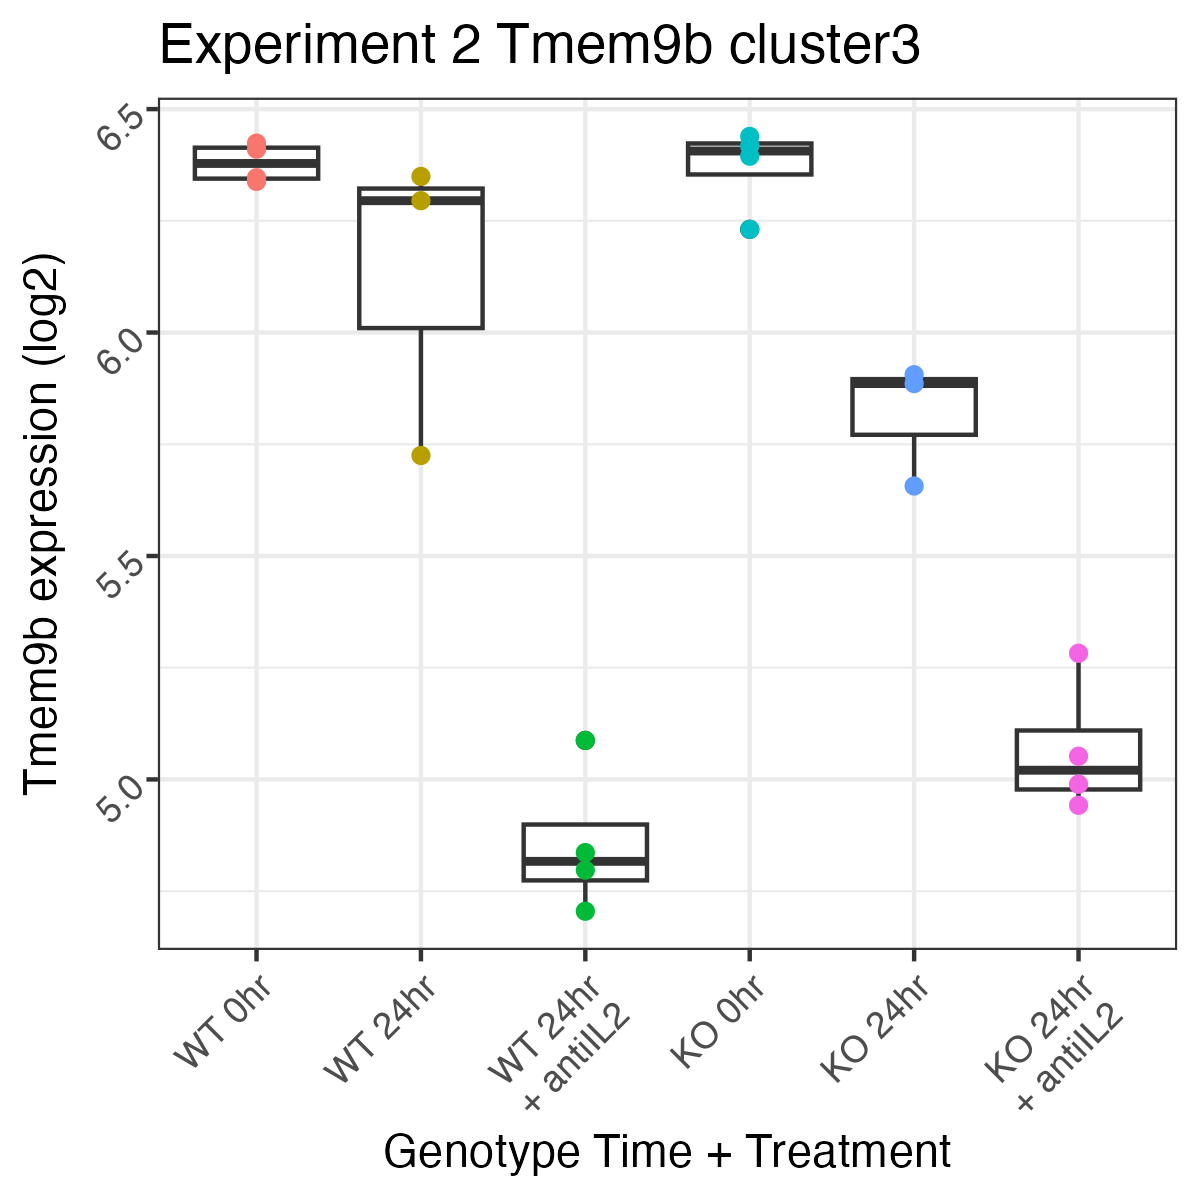 Experiment 2 Tmem9b cluster3
Tmem9b expression (log2)
6.5
6.0
5.5
5.0
WT 0hr
WT 24hr
WT 24hr
+ antiIL2
KO 0hr
KO 24hr
KO 24hr
+ antiIL2
Genotype Time + Treatment